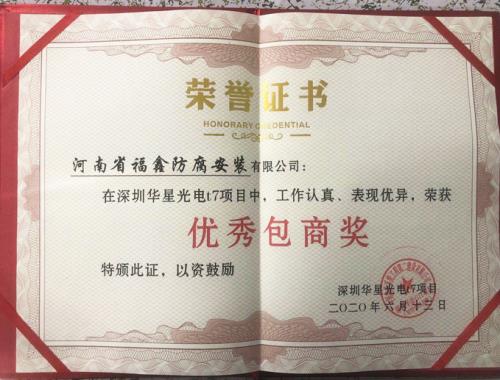 荣誉证书
HONORARY CREDENTIAL
河南省福鑫防腐安装有限公司：
在深圳华星光电t7项目中，工作认真、表现优异，荣获
优秀包商奖
特颁此证，以资鼓励
深圳华星光电t7项目
二〇二〇年六月十三日